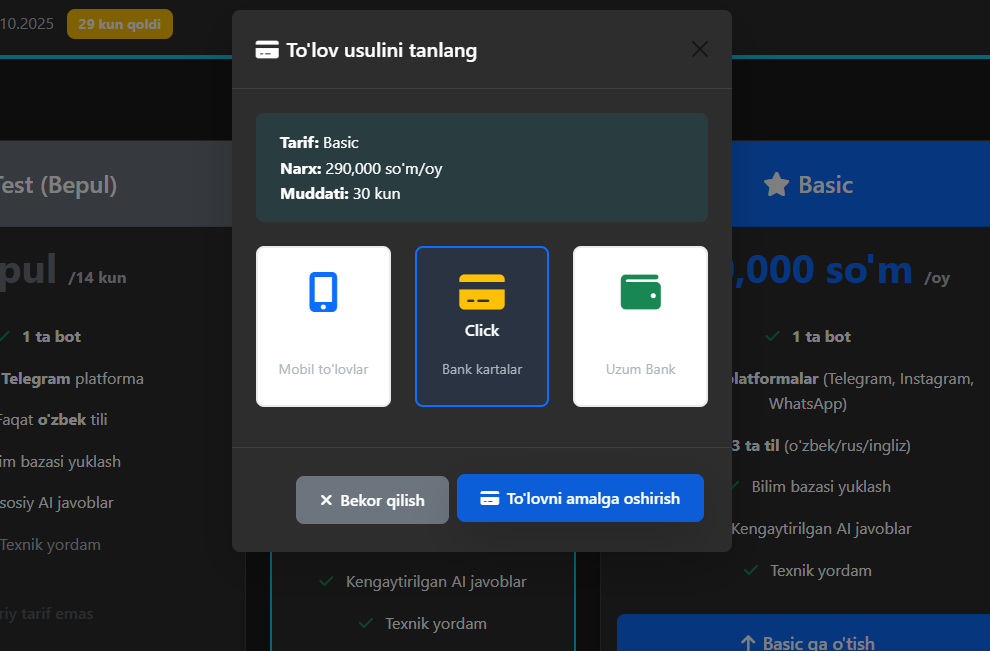 10.2025
29 kun qoldi
To'lov usulini tanlang
Tarif: Basic
Narx: 290,000 so'm/oy
Muddati: 30 kun
Click
Mobil to'lovlar
Bank kartalar
Uzum Bank
Bekor qilish
To'lovni amalga oshirish
Test (Bepul)
pul /14 kun
1 ta bot
Telegram platforma
Faqat o'zbek tili
im bazasi yuklash
sosiy AI javoblar
Texnik yordam
riy tarif emas
Kengaytirilgan AI javoblar
Texnik yordam
Basic
0,000 so'm /oy
1 ta bot
platformalar (Telegram, Instagram,
WhatsApp)
3 ta til (o'zbek/rus/ingliz)
Bilim bazasi yuklash
Kengaytirilgan AI javoblar
Texnik yordam
Basic ga o'tish